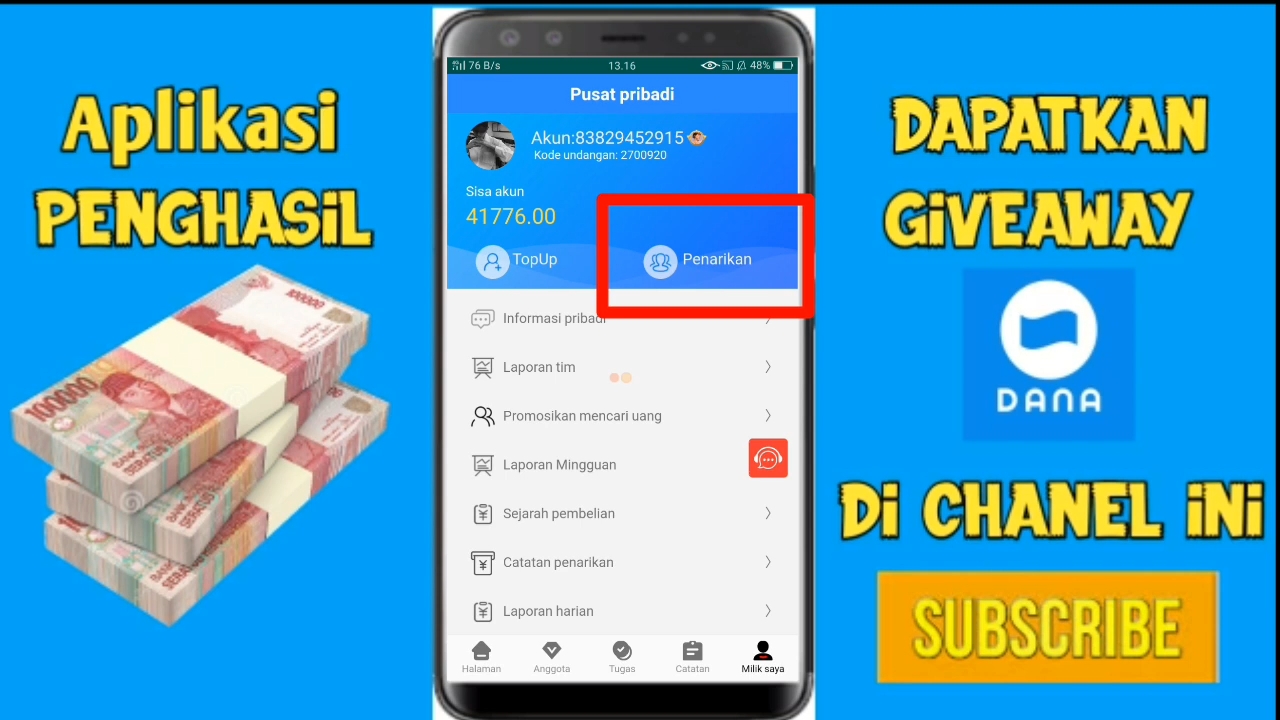 Aplikasi
PENGHASiL
100000
100000
76 B/s
13.16
48%
Pusat pribadi
Akun:83829452915
Kode undangan: 2700920
Sisa akun
41776.00
TopUp
Penarikan
Informasi pribadi
Laporan tim
Promosikan mencari uang
Laporan Mingguan
Sejarah pembelian
Catatan penarikan
Laporan harian
Halaman
Anggota
Tugas
Catatan
Milik saya
DAPATKAN
GiVEAWAY
DANA
Di CHANEL iNi
SUBSCRIBE